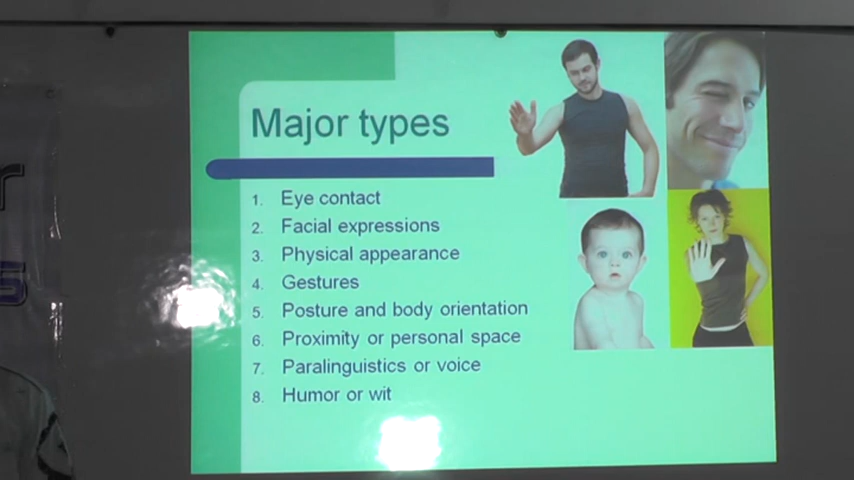 Major types
1. Eye contact
2. Facial expressions
3. Physical appearance
4. Gestures
5. Posture and body orientation
6. Proximity or personal space
7. Paralinguistics or voice
8. Humor or wit